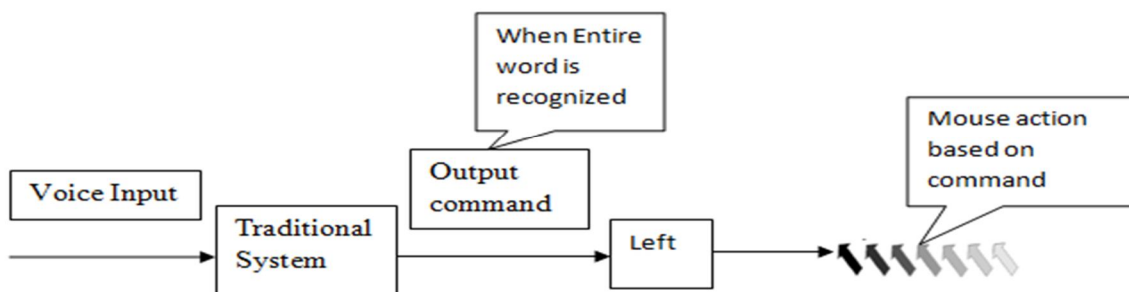 When Entire
word is
recognized
Mouse action
based on
command
Voice Input
Output
command
Traditional
System
Left